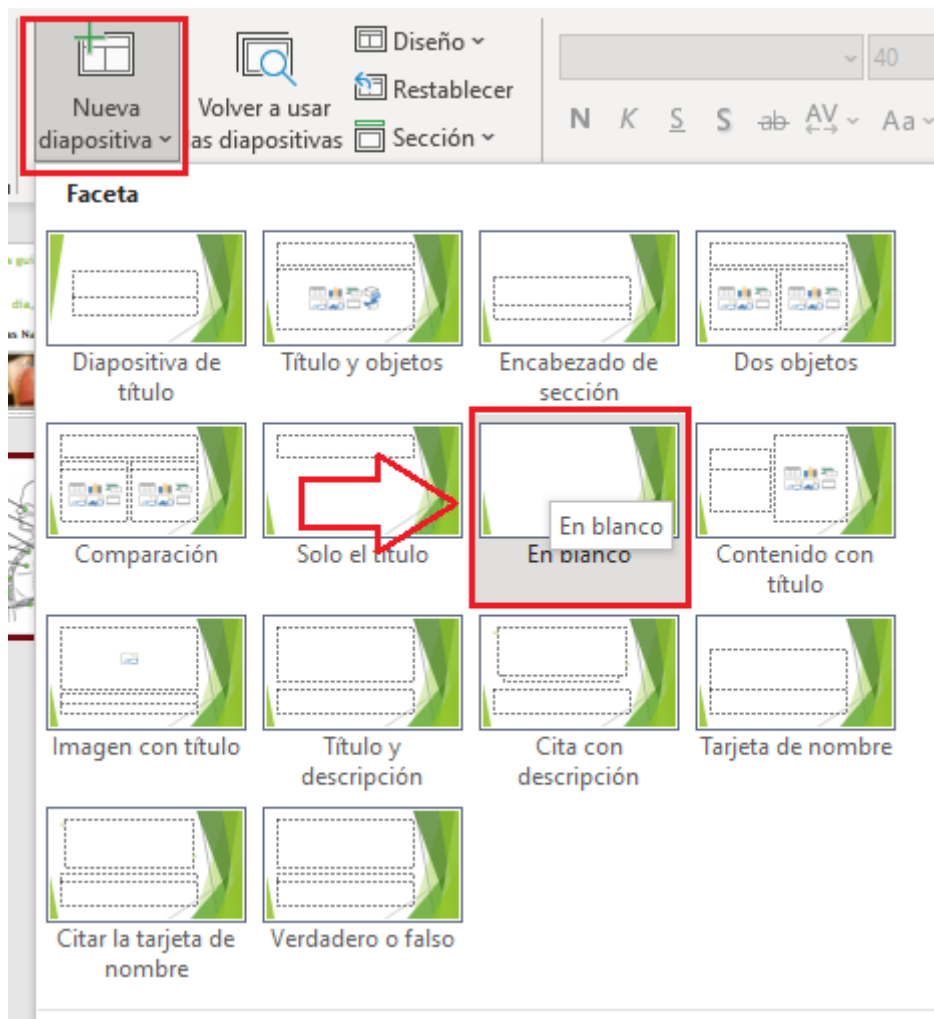 Nueva
diapositiva
Volver a usar
las diapositivas
Diseño
Restablecer
Sección
40
N K S S ab AV Aa
Faceta
Diapositiva de
título
Título y objetos
Encabezado de
sección
Dos objetos
Comparación
Solo el título
En blanco
En blanco
Contenido con
título
Imagen con título
Título y
descripción
Cita con
descripción
Tarjeta de nombre
Citar la tarjeta de
nombre
Verdadero o falso